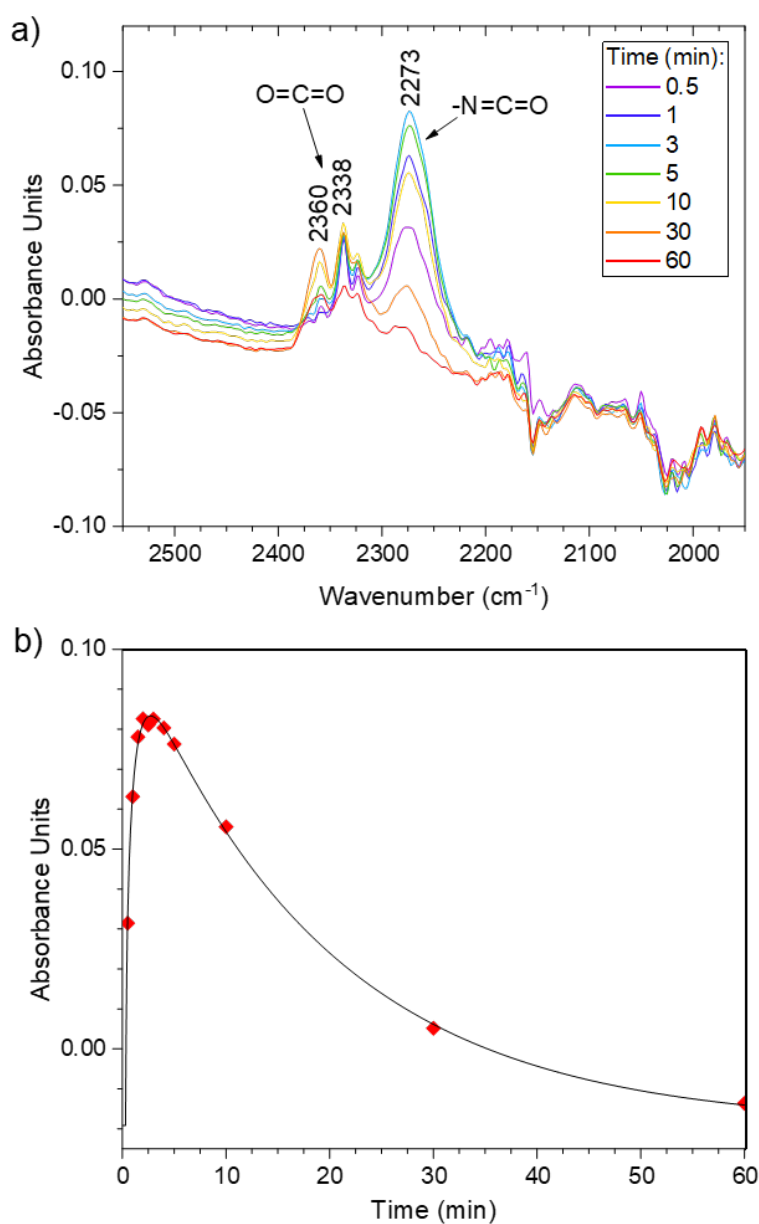 a)
0.10
0.05
0.00
-0.05
-0.10
Absorbance Units
O=C=O
2360
2338
2273
-N=C=O
Time (min):
0.5
1
3
5
10
30
60
2500 2400 2300 2200 2100 2000
Wavenumber (cm⁻¹)
b)
0.10
0.05
0.00
Absorbance Units
0 10 20 30 40 50 60
Time (min)